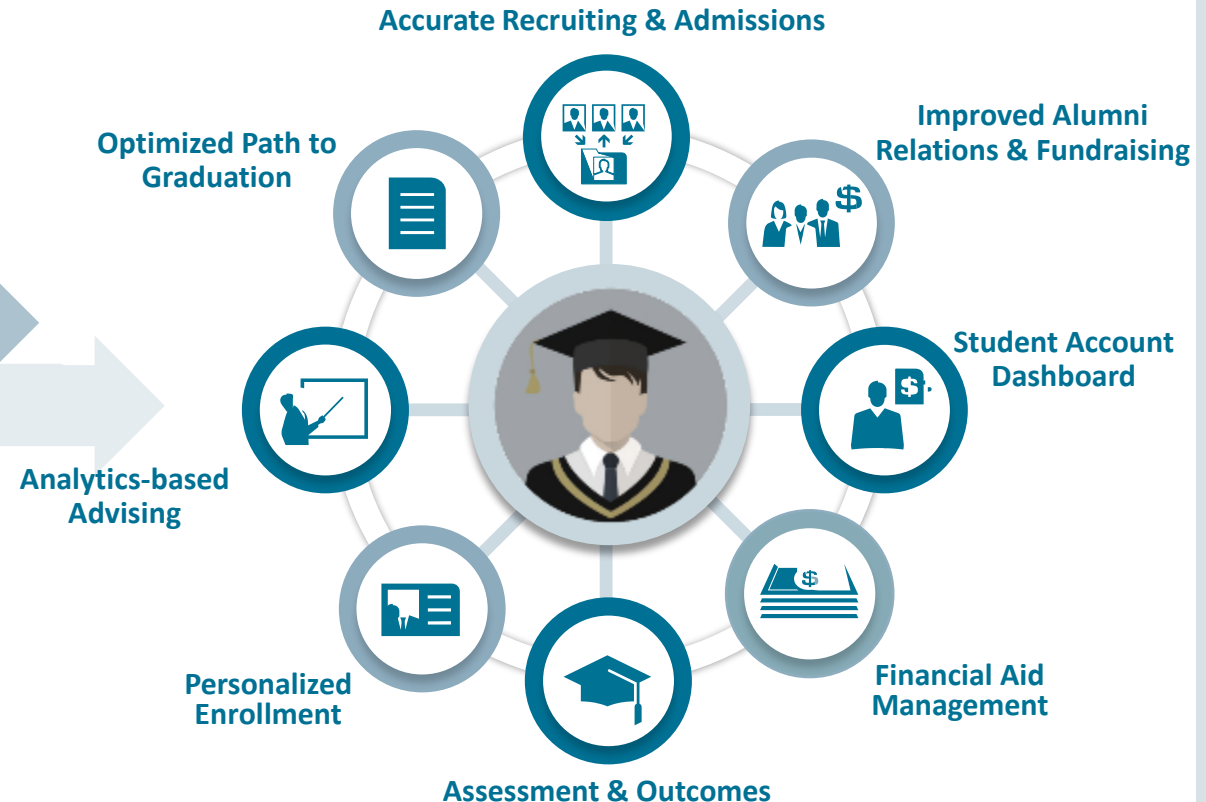 Accurate Recruiting & Admissions
Improved Alumni
Relations & Fundraising
Optimized Path to
Graduation
$
Student Account
Dashboard
$
Analytics-based
Advising
$
Personalized
Enrollment
Financial Aid
Management
Assessment & Outcomes